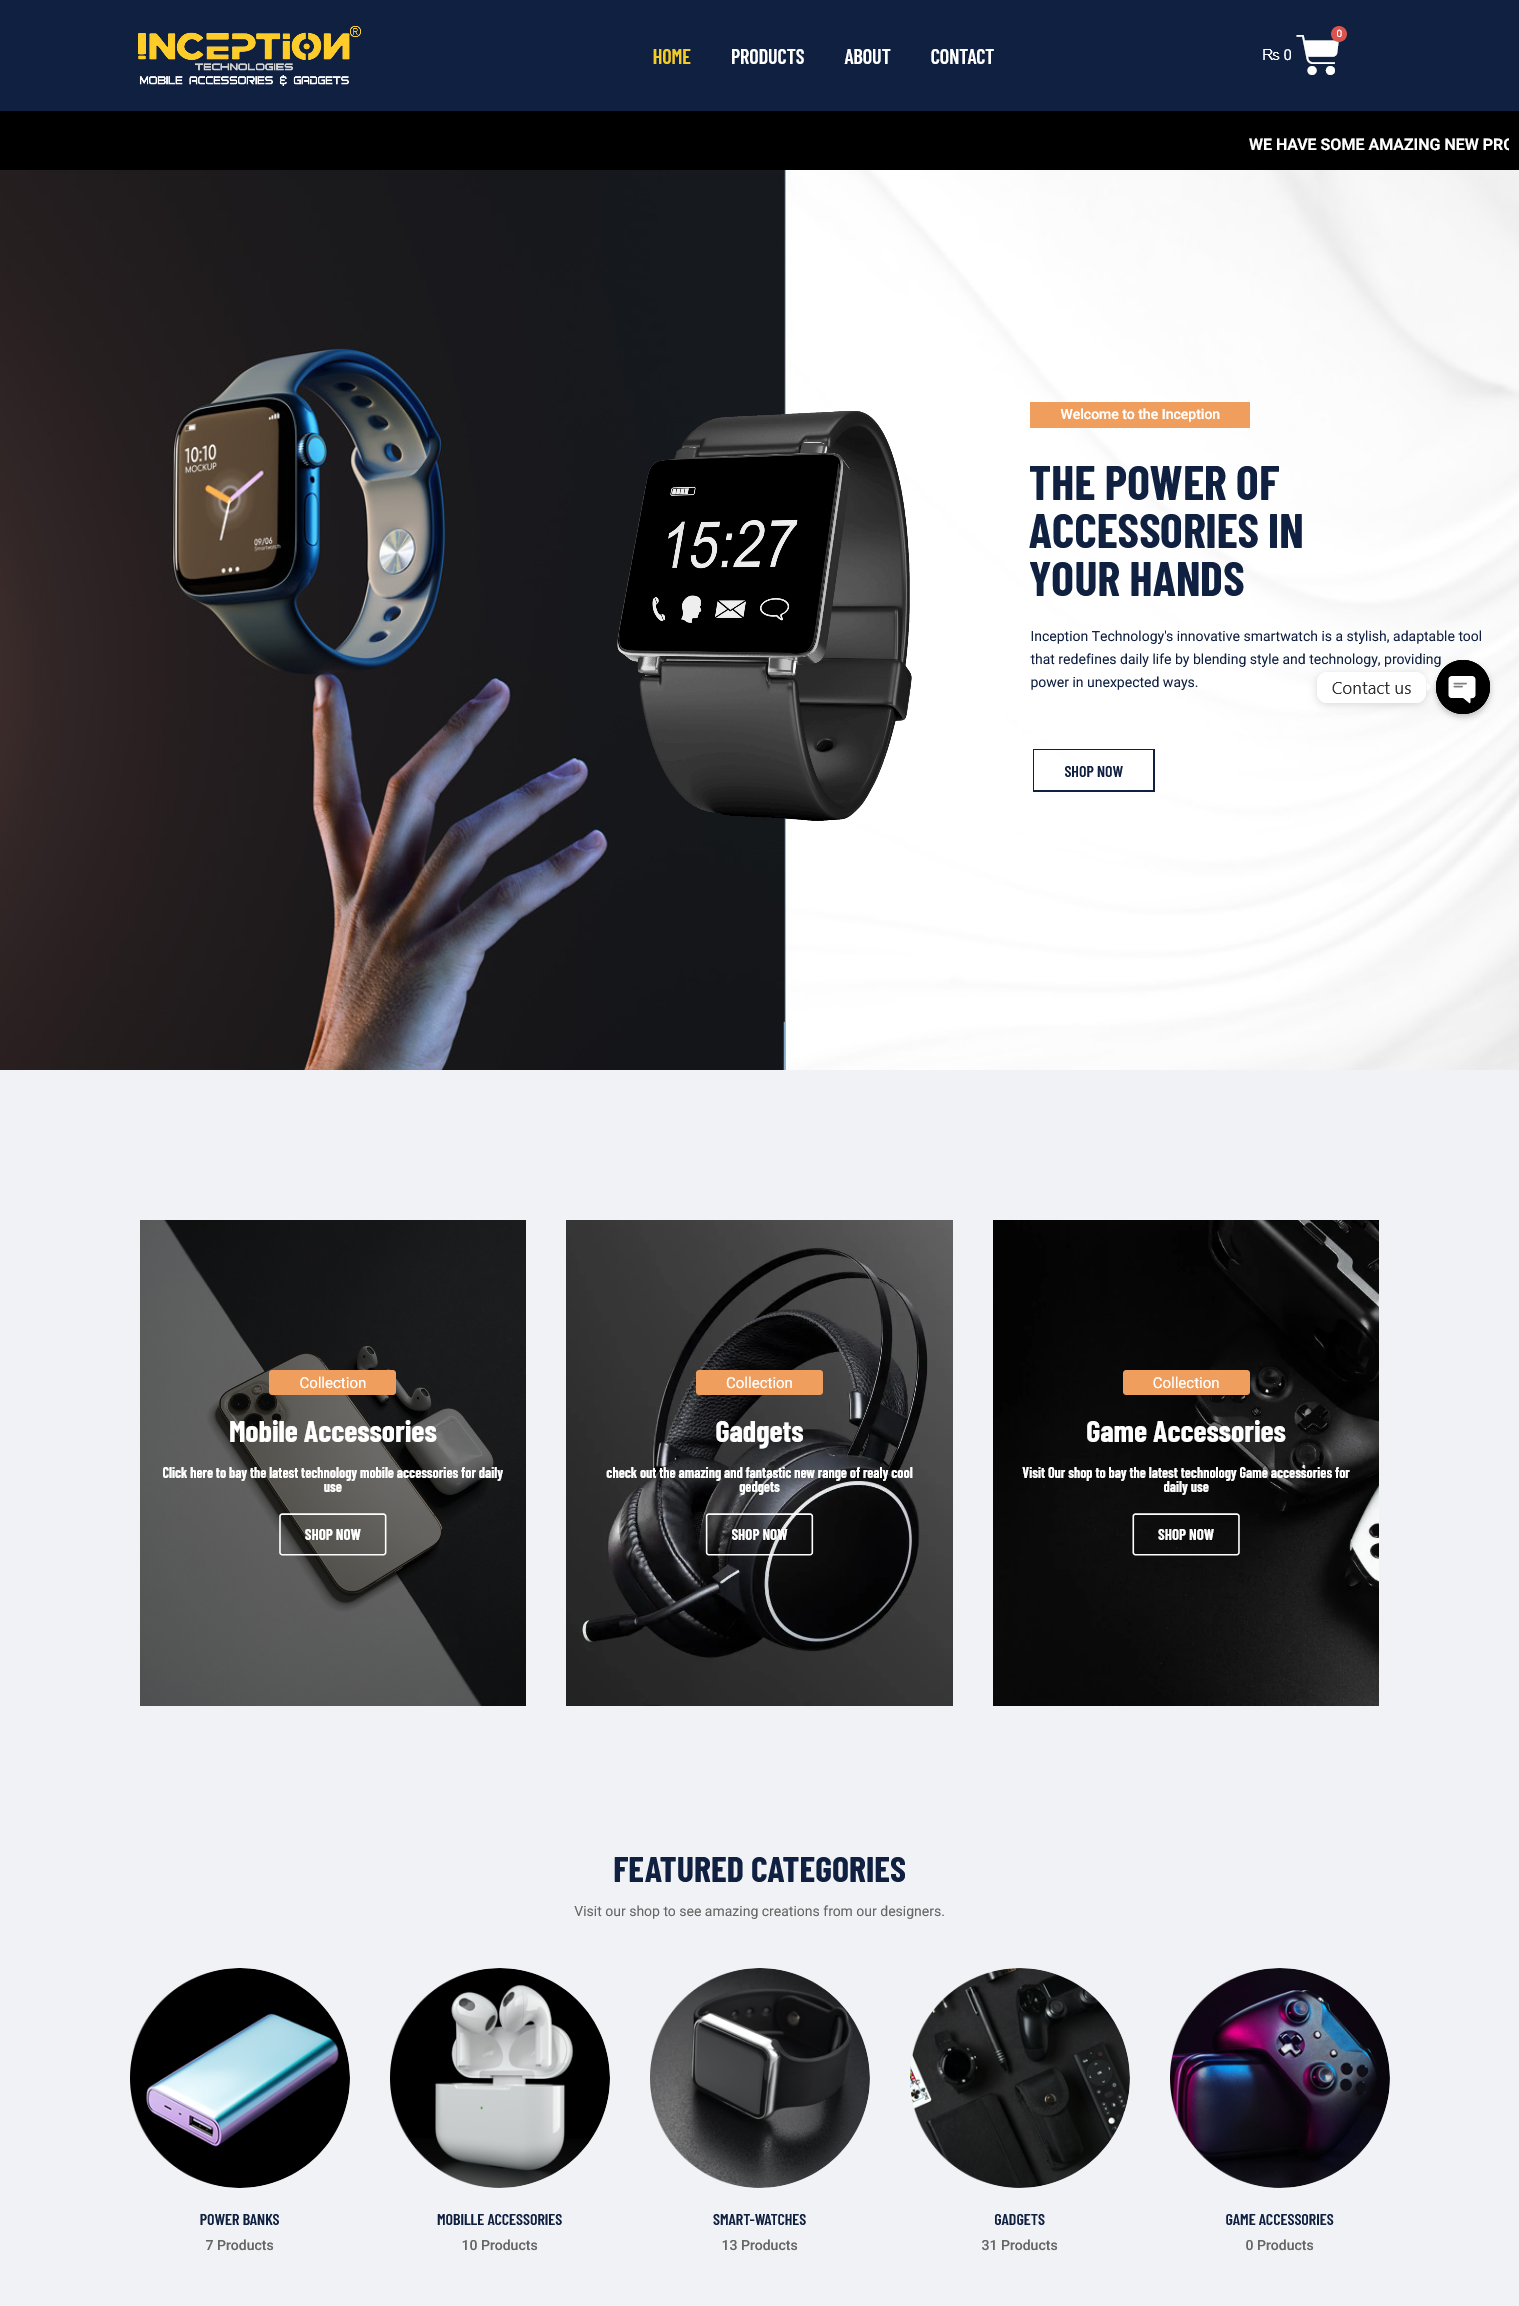 INCEPTION®
TECHNOLOGIES
MOBILE ACCESSORIES & GADGETS
HOME
PRODUCTS
ABOUT
CONTACT
₨ 0
0
WE HAVE SOME AMAZING NEW PRO
10:10
MOCKUP
09/06
Smartwatch
15:27
Welcome to the Inception
THE POWER OF
ACCESSORIES IN
YOUR HANDS
Inception Technology's innovative smartwatch is a stylish, adaptable tool
that redefines daily life by blending style and technology, providing
power in unexpected ways.
Contact us
SHOP NOW
Collection
Mobile Accessories
Click here to bay the latest technology mobile accessories for daily
use
SHOP NOW
Collection
Gadgets
check out the amazing and fantastic new range of realy cool
gedgets
SHOP NOW
Collection
Game Accessories
Visit Our shop to bay the latest technology Game accessories for
daily use
SHOP NOW
FEATURED CATEGORIES
Visit our shop to see amazing creations from our designers.
POWER BANKS
7 Products
MOBILLE ACCESSORIES
10 Products
SMART-WATCHES
13 Products
GADGETS
31 Products
GAME ACCESSORIES
0 Products